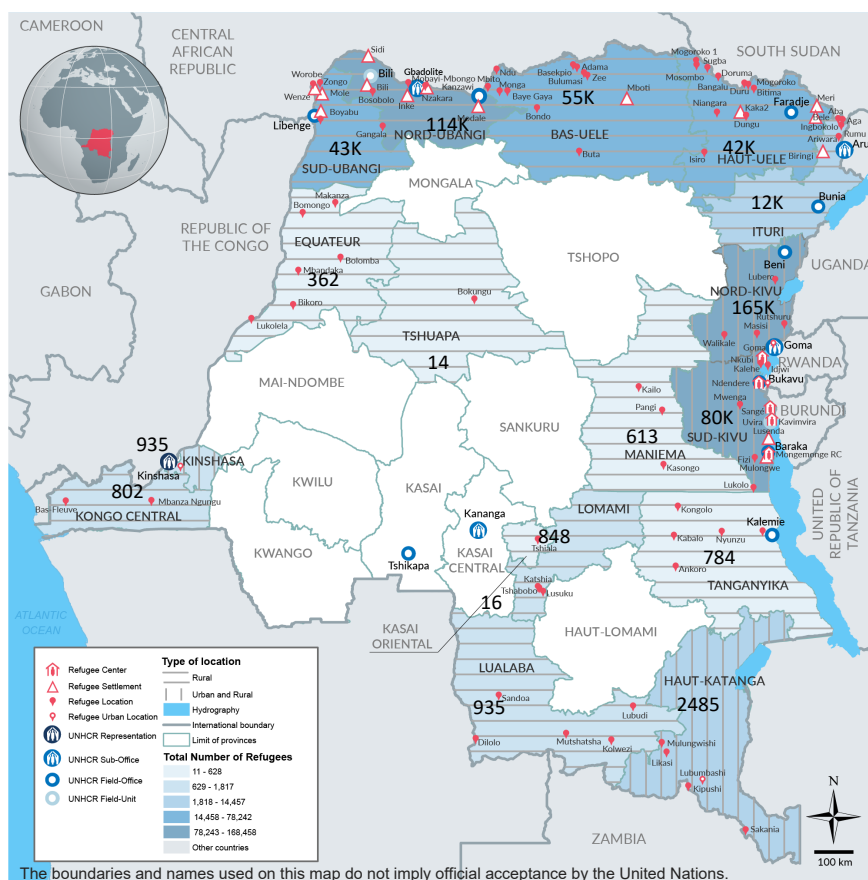 CAMEROON
CENTRAL
AFRICAN
REPUBLIC
SOUTH SUDAN
Sidi
Bili
Gbadolite
Worobe
Zongo
Mobayi-Mbongo
Ndu
Mbito
Wenze
Mole
Bili
Bosobolo
Inke
Nzakara
Kanzawi
Monga
Baye Gaya
Boyabu
Libenge
Gangala
114K
NORD-UBANGI
43K
SUD-UBANGI
Basekpio
Adama
Bulumasi
Zee
55K
Mboti
Bondo
BAS-UELE
Buta
Mogoroko 1
Sugba
Mosombo
Doruma
Bangalu
Mogoroko
Duru
Bitima
Niangara
Kaka2
Dungu
Faradje
Meri
Aba
Bele
Aga
Ingbokolo
Rumu
Ariwara
Aru
Biringi
42K
HAUT-UELE
Isiro
12K
Bunia
ITURI
MONGALA
TSHOPO
REPUBLIC OF
THE CONGO
GABON
Makanza
Bomongo
EQUATEUR
Bolomba
Mbandaka
362
Bikoro
Lukolela
Bokungu
TSHUAPA
14
Beni
UGANDA
Lubero
NORD-KIVU
165K
Rutshuru
Masisi
Walikale
Goma
Goma
Nkubi
RWANDA
Kalehe
Idjwi
Ndendere
Bukavu
Mwenga
BURUNDI
Sange
Kavimvira
Uvira
80K
SUD-KIVU
Lusenda
Baraka
Fizi
Mongemonge RC
Mulongwe
Lukolo
MAI-NDOMBE
SANKURU
Kailo
Pangi
613
MANIEMA
Kasongo
935
KINSHASA
Kinshasa
802
Bas-Fleuve
Mbanza Ngungu
KONGO CENTRAL
KWILU
KASAI
KWANGO
Tshikapa
Kananga
KASAI
CENTRAL
LOMAMI
848
Tshiala
Katshia
Tshabobo
Lusuku
16
KASAI
ORIENTAL
Kongolo
Kabalo
Nyunzu
Kalemie
784
Ankoro
TANGANYIKA
UNITED
REPUBLIC OF
TANZANIA
ATLANTIC
OCEAN
HAUT-LOMAMI
LUALABA
Sandoa
935
Dilolo
Mutshatsha
Kolwezi
Lubudi
HAUT-KATANGA
2485
Mulungwishi
Likasi
Lubumbashi
Kipushi
Sakania
ZAMBIA
N
100 km
Refugee Center
Refugee Settlement
Refugee Location
Refugee Urban Location
UNHCR Representation
UNHCR Sub-Office
UNHCR Field-Office
UNHCR Field-Unit
Type of location
Rural
Urban and Rural
Hydrography
International boundary
Limit of provinces
Total Number of Refugees
11 - 628
629 - 1,817
1,818 - 14,457
14,458 - 78,242
78,243 - 168,458
Other countries
The boundaries and names used on this map do not imply official acceptance by the United Nations.